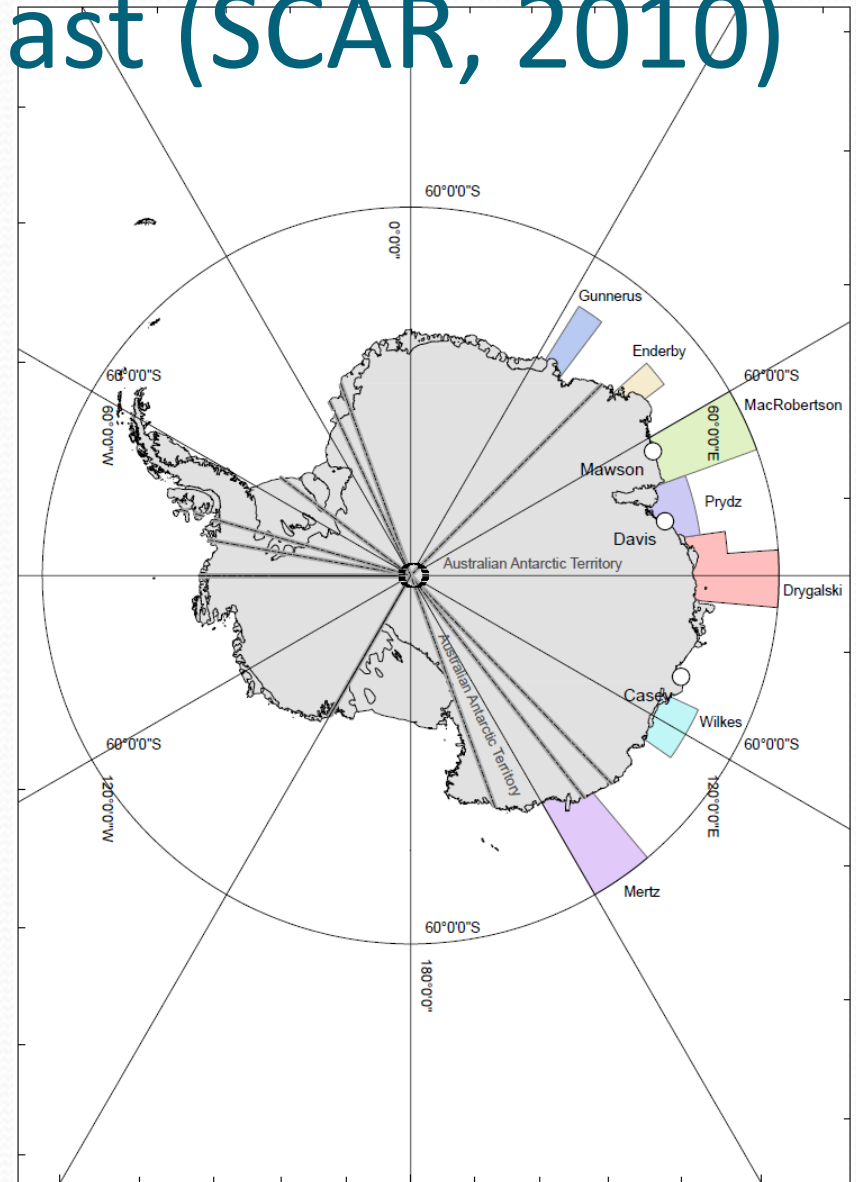 ast (SCAR, 2010)
60°0'0"S
0°0'0"
Gunnerus
Enderby
60°0'0"S
60°0'0"S
MacRobertson
60°0'0"W
60°0'0"E
Mawson
Prydz
Davis
Australian Antarctic Territory
Drygalski
Australian Antarctic Territory
Casey
Wilkes
60°0'0"S
60°0'0"S
120°0'0"W
120°0'0"E
Mertz
60°0'0"S
180°0'0"